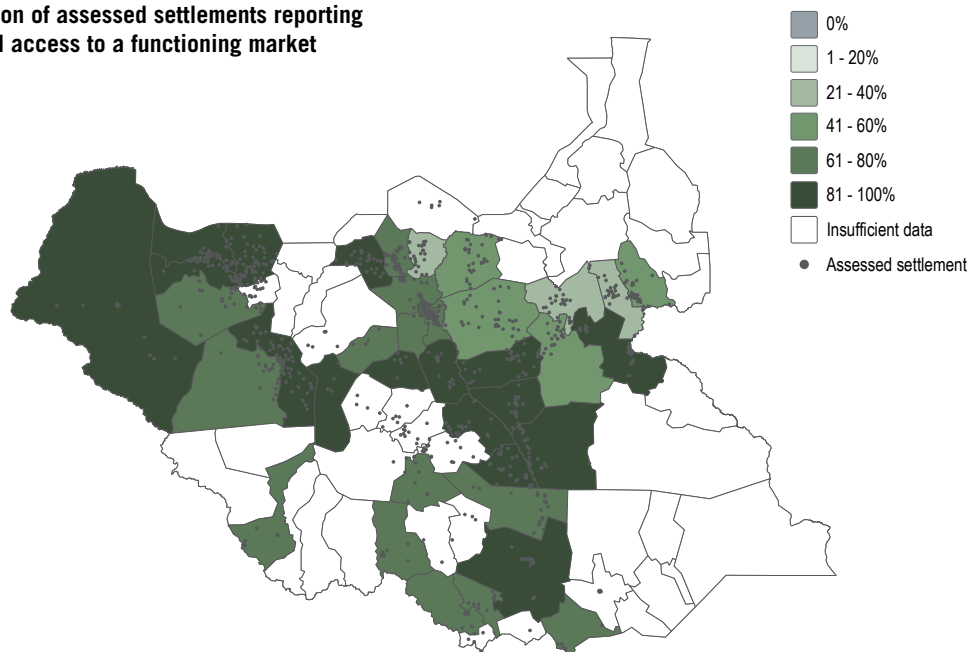 on of assessed settlements reporting
access to a functioning market
0%
1 - 20%
21 - 40%
41 - 60%
61 - 80%
81 - 100%
Insufficient data
Assessed settlement